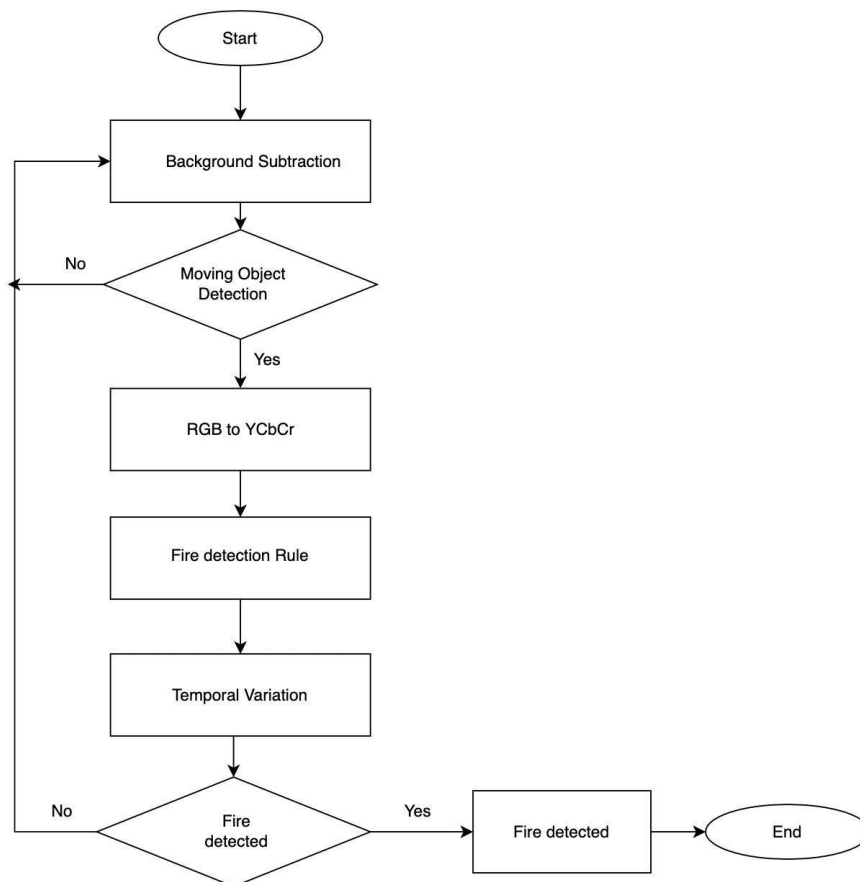 Start
Background Subtraction
No
Moving Object
Detection
Yes
RGB to YCbCr
Fire detection Rule
Temporal Variation
No
Fire
detected
Yes
Fire detected
End